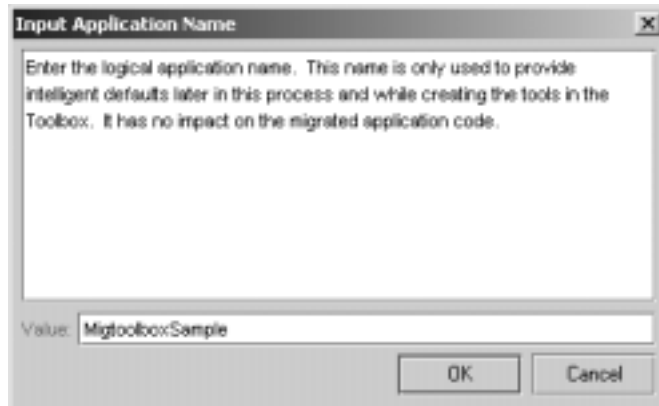 Input Application Name
Enter the logical application name. This name is only used to provide
intelligent defaults later in this process and while creating the tools in the
Toolbox. It has no impact on the migrated application code.
Value: MigtoolboxSample
OK Cancel